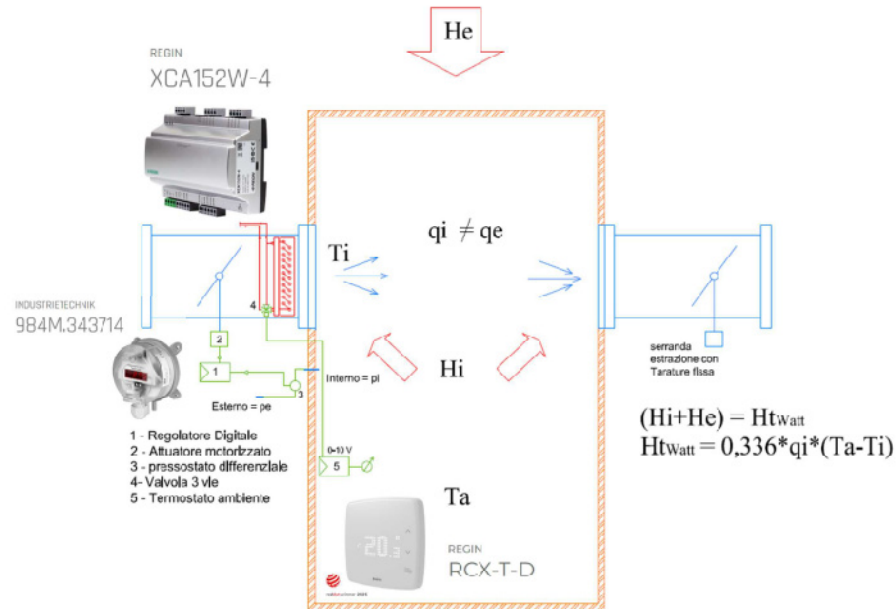 He
REGIN
XCA152W-4
qi ≠ qe
Ti
4
INDUSTRIETECHNIK
984M.343714
2
1
3
Interno = pi
Esterno = pe
Hi
serranda
estrazione con
Tarature fissa
(Hi+He) = HtWatt
HtWatt = 0,336*qi*(Ta-Ti)
1 - Regolatore Digitale
2 - Attuatore motorizzato
3 - pressostato differenziale
4- Valvola 3 vie
5 - Termostato ambiente
0-10 V
5
Ta
20.3
REGIN
RCX-T-D